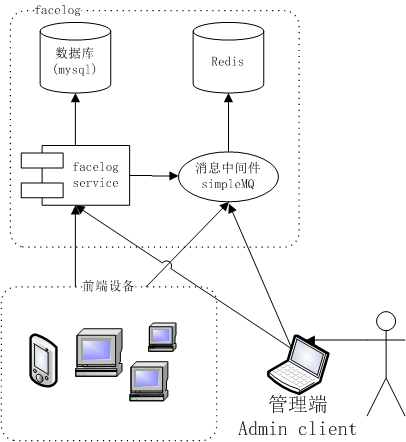 facelog
数据库
(mysql)
Redis
facelog
service
消息中间件
simpleMQ
前端设备
管理端
Admin client